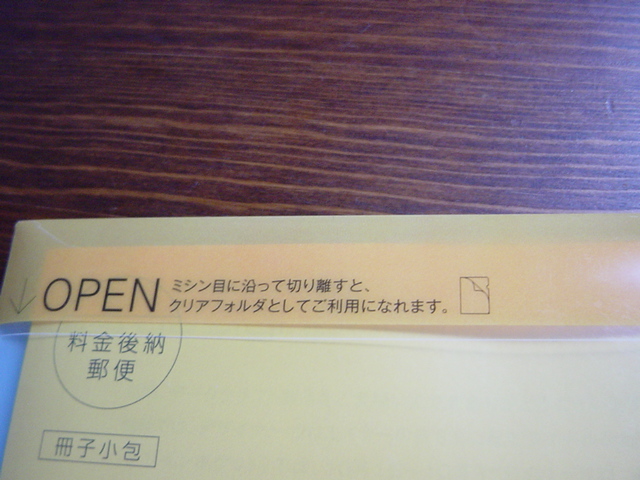 OPEN
ミシン目に沿って切り離すと、
クリアフォルダとしてご利用になれます。
料金後納
郵便
冊子小包